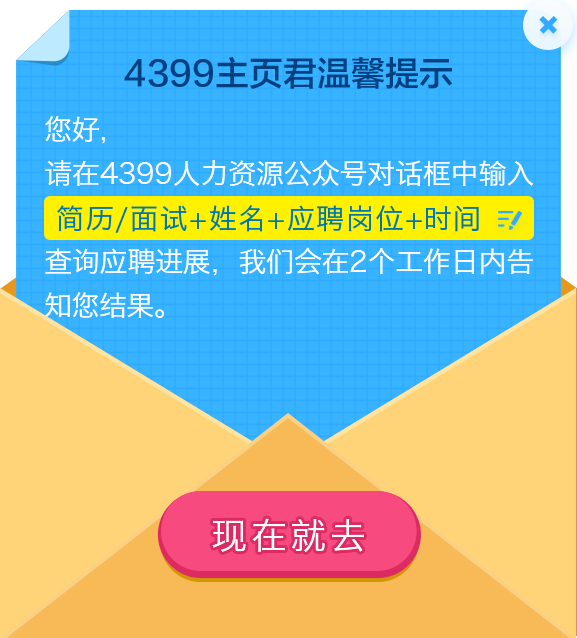 4399主页君温馨提示
您好,
请在4399人力资源公众号对话框中输入
简历/面试+姓名+应聘岗位+时间
查询应聘进展，我们会在2个工作日内告
知您结果。
现在就去